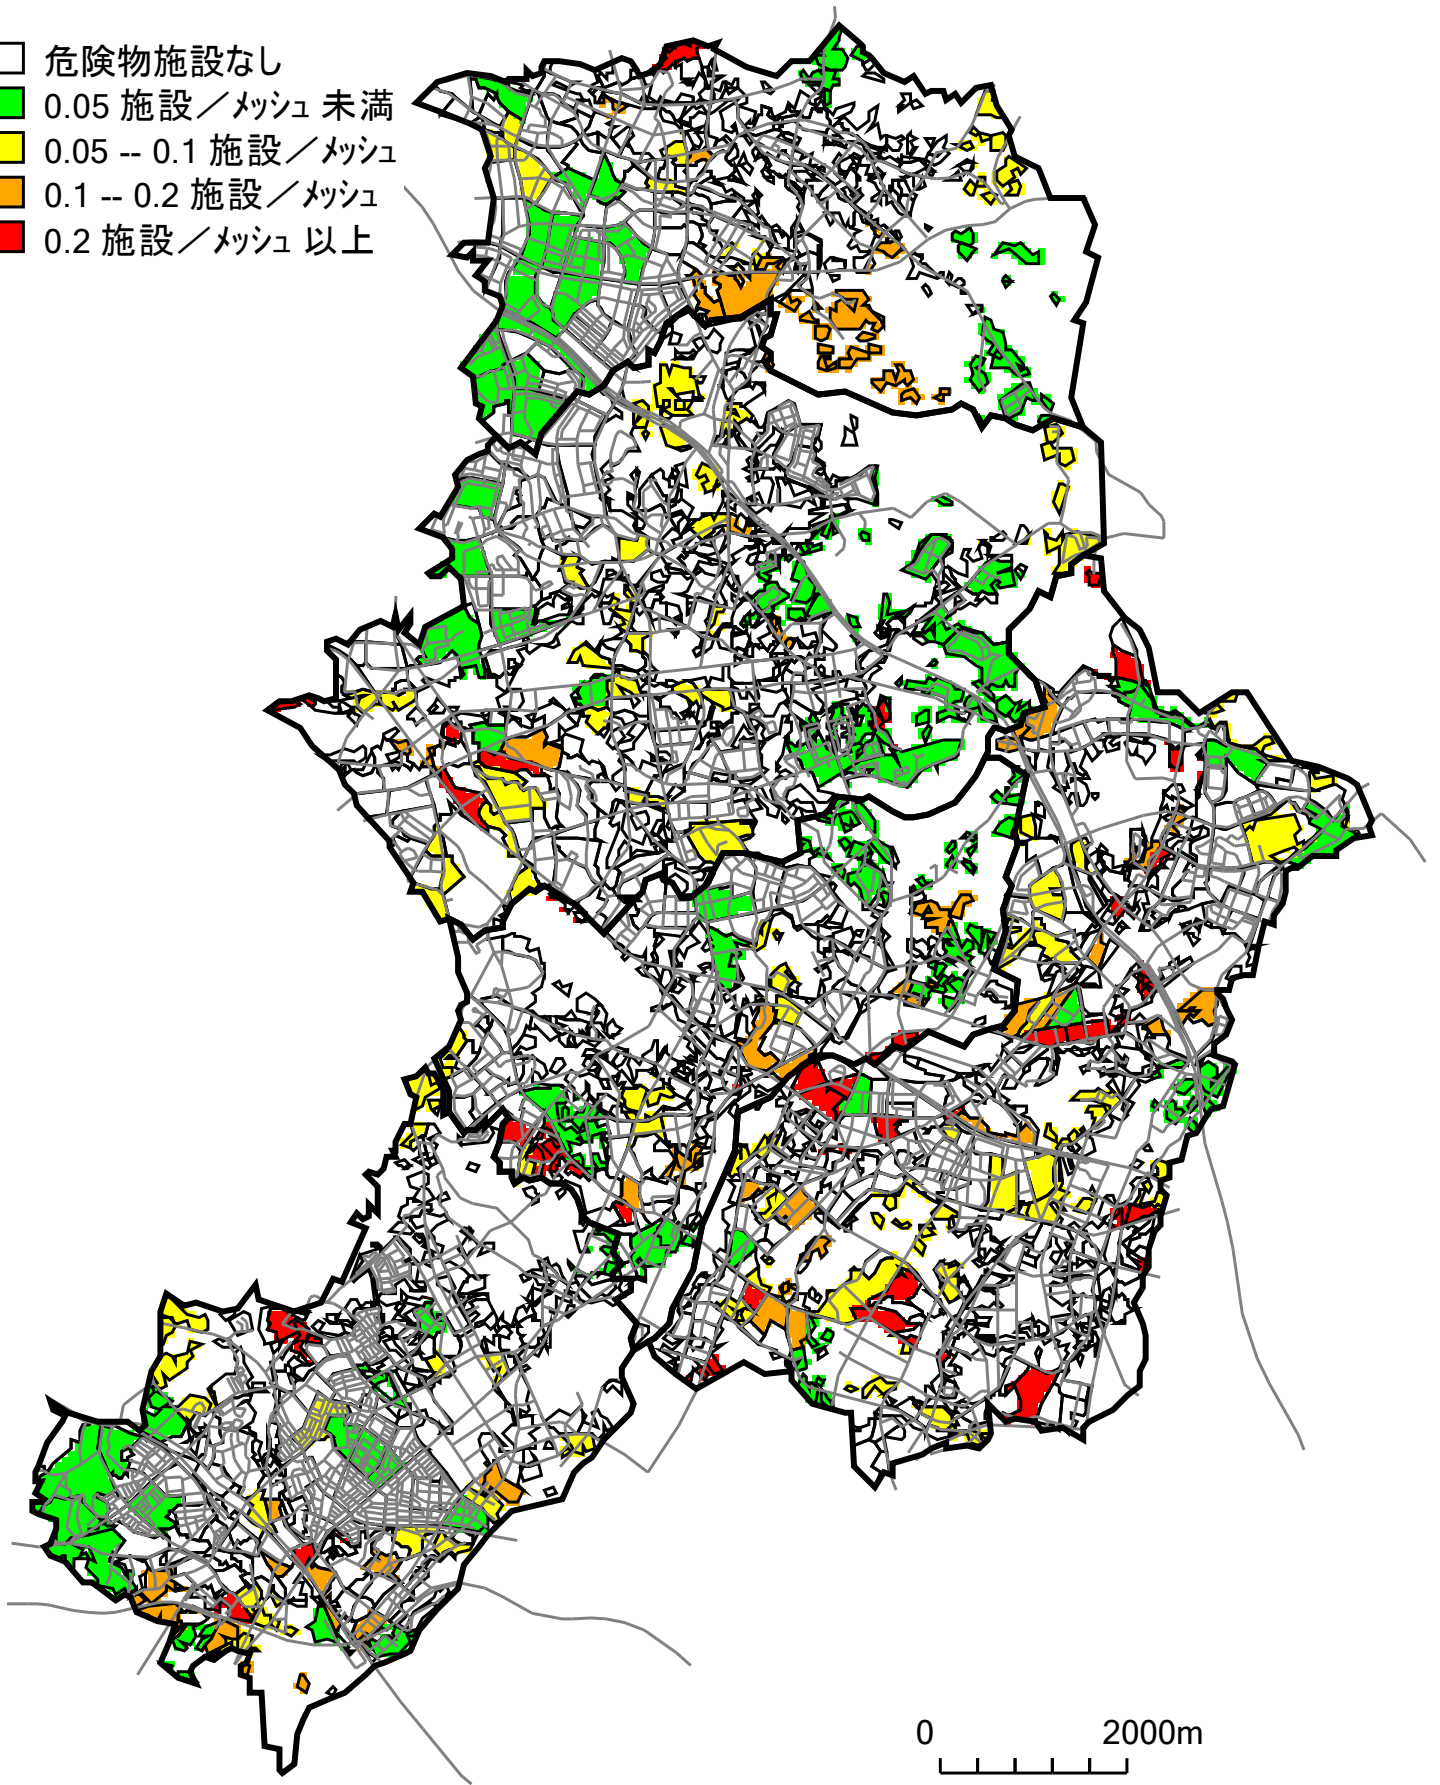 危険物施設なし
0.05 施設／メッシュ 未満
0.05 -- 0.1 施設／メッシュ
0.1 -- 0.2 施設／メッシュ
0.2 施設／メッシュ 以上
0 2000m